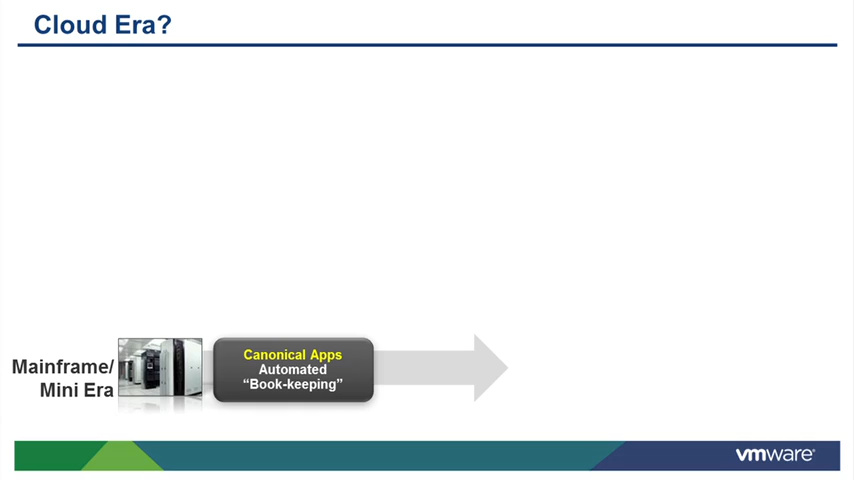 Cloud Era?
Mainframe/
Mini Era
Canonical Apps
Automated
“Book-keeping”
vmware®